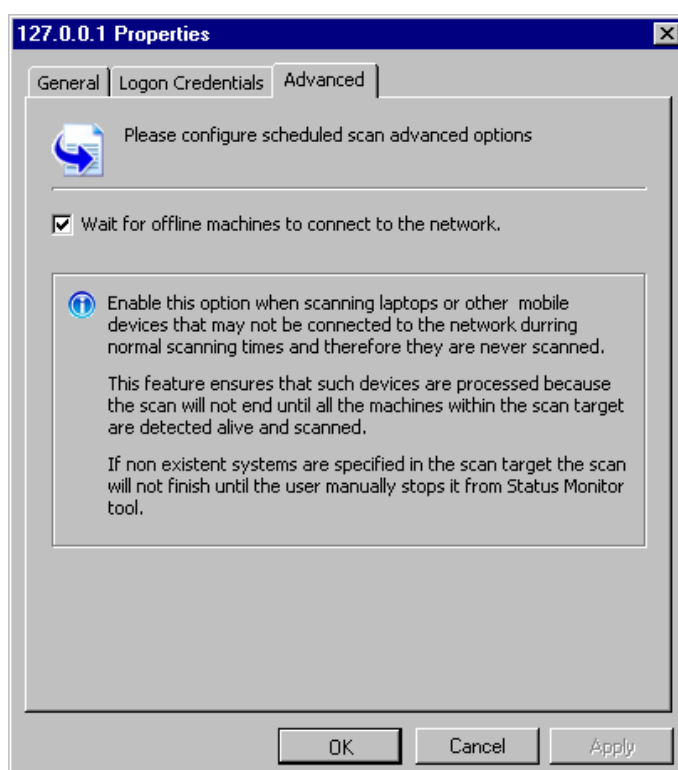 127.0.0.1 Properties
General Logon Credentials Advanced
Please configure scheduled scan advanced options
Wait for offline machines to connect to the network.
Enable this option when scanning laptops or other mobile
devices that may not be connected to the network durring
normal scanning times and therefore they are never scanned.
This feature ensures that such devices are processed because
the scan will not end until all the machines within the scan target
are detected alive and scanned.
If non existent systems are specified in the scan target the scan
will not finish until the user manually stops it from Status Monitor
tool.
OK Cancel Apply